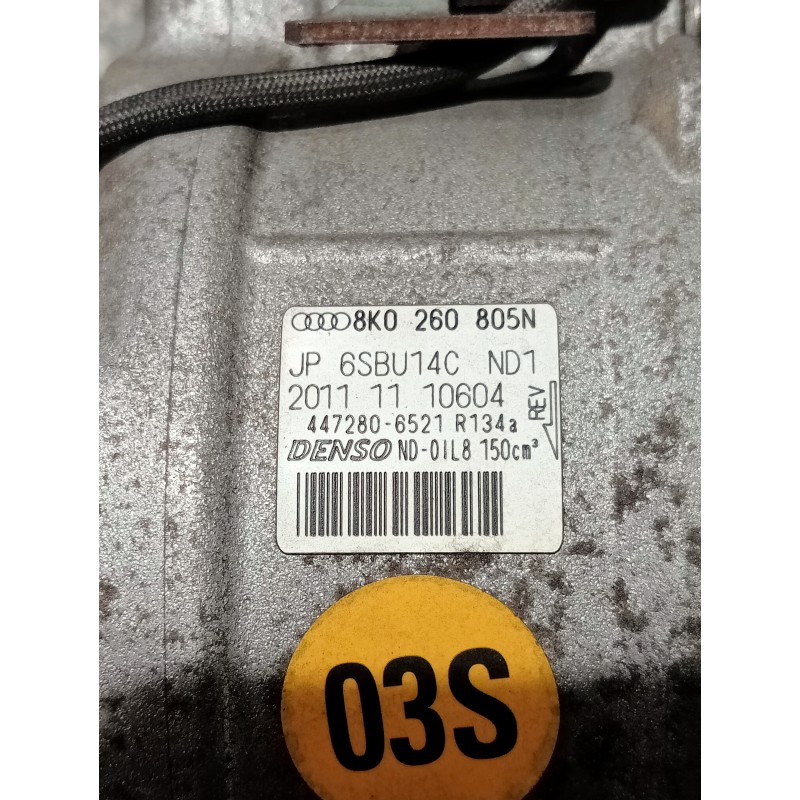 8K0 260 805N
JP 6SBU14C ND1
2011 11 10604
REV
447280-6521 R134a
DENSO ND-OIL8 150cm³
03S